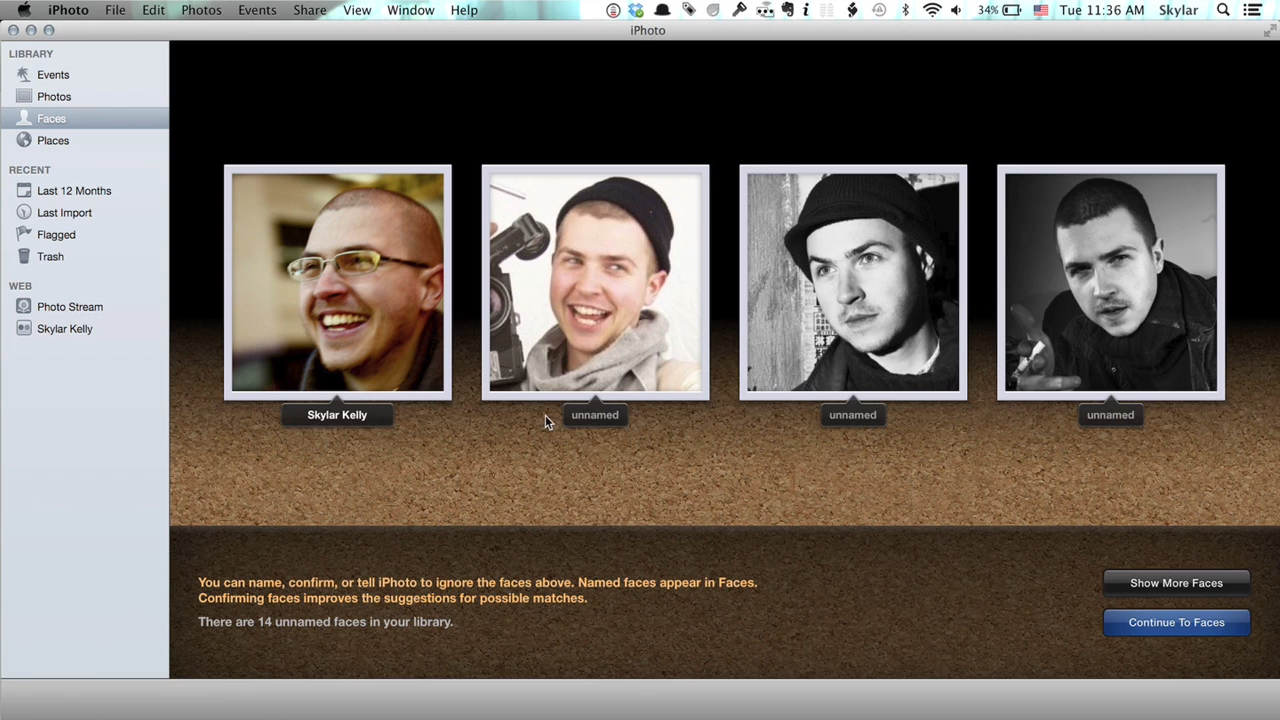 iPhoto File Edit Photos Events Share View Window Help 34% Tue 11:36 AM Skylar
iPhoto
LIBRARY
Events
Photos
Faces
Places
RECENT
Last 12 Months
Last Import
Flagged
Trash
WEB
Photo Stream
Skylar Kelly
Skylar Kelly unnamed unnamed unnamed
You can name, confirm, or tell iPhoto to ignore the faces above. Named faces appear in Faces.
Confirming faces improves the suggestions for possible matches.
There are 14 unnamed faces in your library.
Show More Faces
Continue To Faces